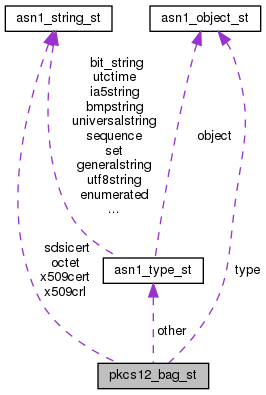 asn1_string_st
asn1_object_st
bit_string
utctime
ia5string
bmpstring
universalstring
sequence
set
generalstring
utf8string
enumerated
...
object
sdsicert
octet
x509cert
x509crl
asn1_type_st
type
other
pkcs12_bag_st